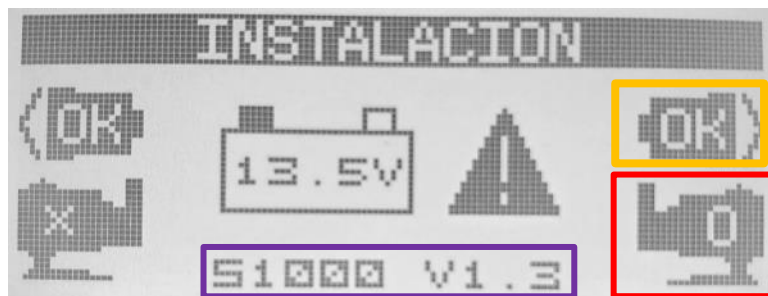 INSTALACION
OK OK
13.5V
X 0
S1000 V1.3